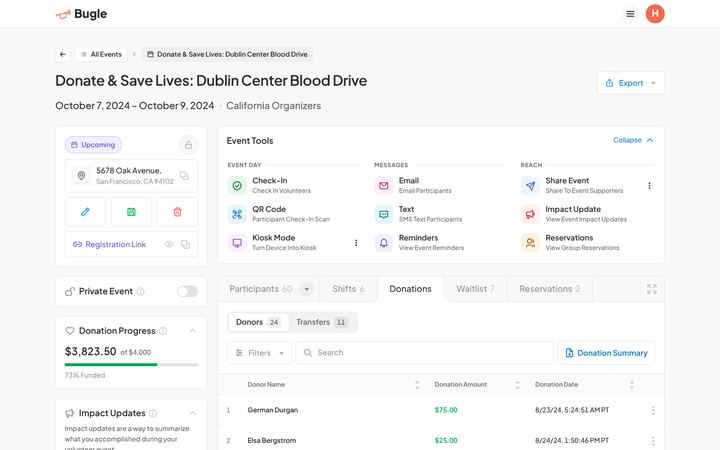 Bugle
H
All Events
Donate & Save Lives: Dublin Center Blood Drive
Donate & Save Lives: Dublin Center Blood Drive
Export
October 7, 2024 – October 9, 2024 · California Organizers
Upcoming
5678 Oak Avenue,
San Francisco, CA 94102
Registration Link
Private Event
Donation Progress
$3,823.50 of $4,000
73% Funded
Impact Updates
Impact updates are a way to summarize
what you accomplished during your
volunteer event
Event Tools
Collapse
EVENT DAY
Check-In
Check In Volunteers
QR Code
Participant Check-In Scan
Kiosk Mode
Turn Device Into Kiosk
MESSAGES
Email
Email Participants
Text
SMS Text Participants
Reminders
View Event Reminders
REACH
Share Event
Share To Event Supporters
Impact Update
View Event Impact Updates
Reservations
View Group Reservations
Participants 60
Shifts 6
Donations
Waitlist 7
Reservations 2
Donors 24
Transfers 11
Filters
Search
Donation Summary
Donor Name
Donation Amount
Donation Date
1 German Durgan $75.00 8/23/24, 5:24:51 AM PT
2 Elsa Bergstrom $25.00 8/24/24, 1:50:46 PM PT